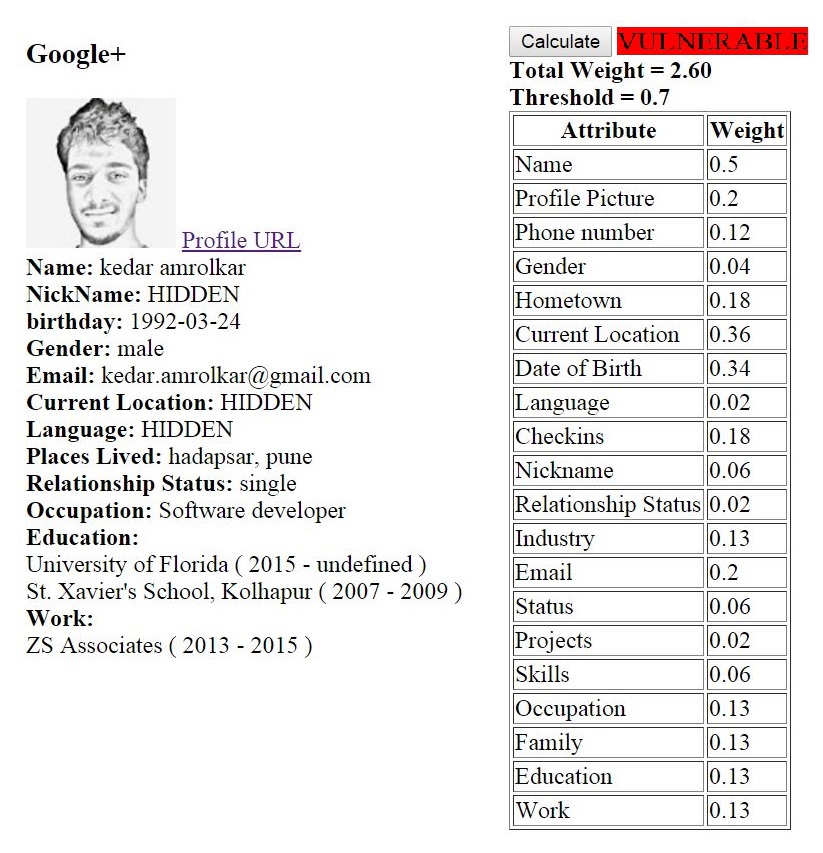 Google+
Profile URL
Name: kedar amrolkar
NickName: HIDDEN
birthday: 1992-03-24
Gender: male
Email: kedar.amrolkar@gmail.com
Current Location: HIDDEN
Language: HIDDEN
Places Lived: hadapsar, pune
Relationship Status: single
Occupation: Software developer
Education:
University of Florida ( 2015 - undefined )
St. Xavier's School, Kolhapur ( 2007 - 2009 )
Work:
ZS Associates ( 2013 - 2015 )
Calculate VULNERABLE
Total Weight = 2.60
Threshold = 0.7
Attribute Weight
Name 0.5
Profile Picture 0.2
Phone number 0.12
Gender 0.04
Hometown 0.18
Current Location 0.36
Date of Birth 0.34
Language 0.02
Checkins 0.18
Nickname 0.06
Relationship Status 0.02
Industry 0.13
Email 0.2
Status 0.06
Projects 0.02
Skills 0.06
Occupation 0.13
Family 0.13
Education 0.13
Work 0.13